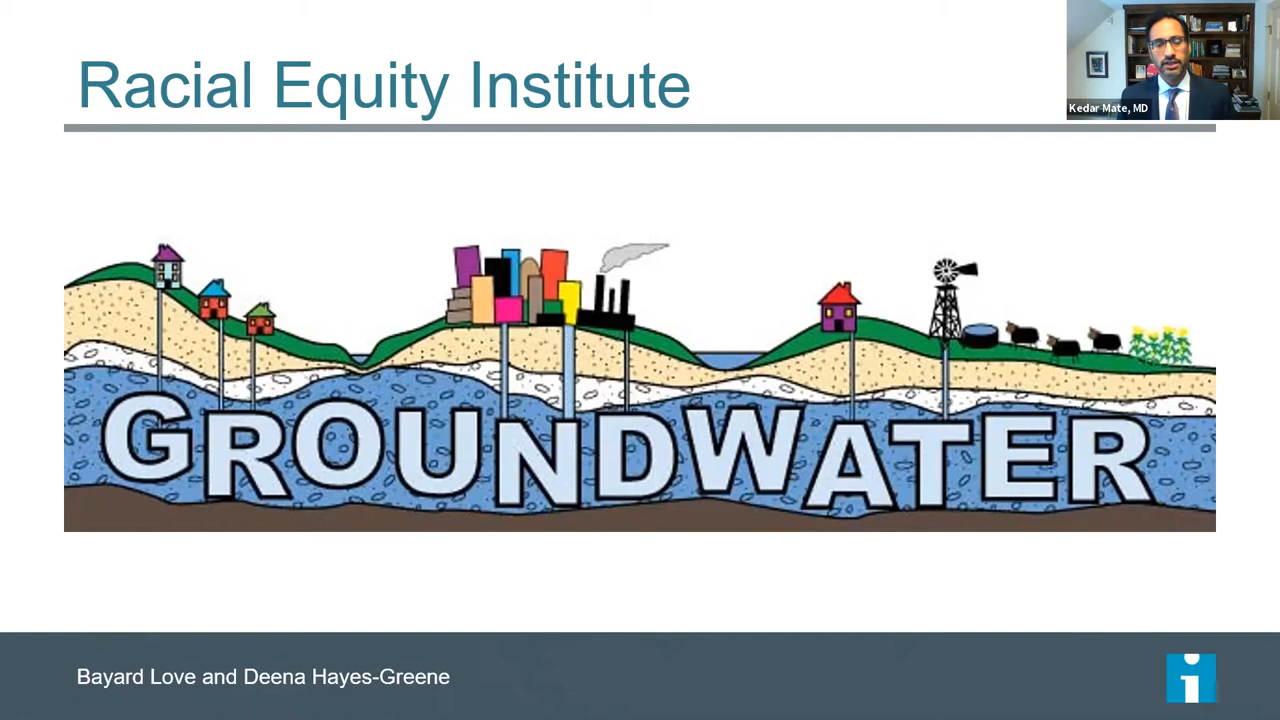 Racial Equity Institute
Kedar Mate, MD
GROUNDWATER
Bayard Love and Deena Hayes-Greene
i